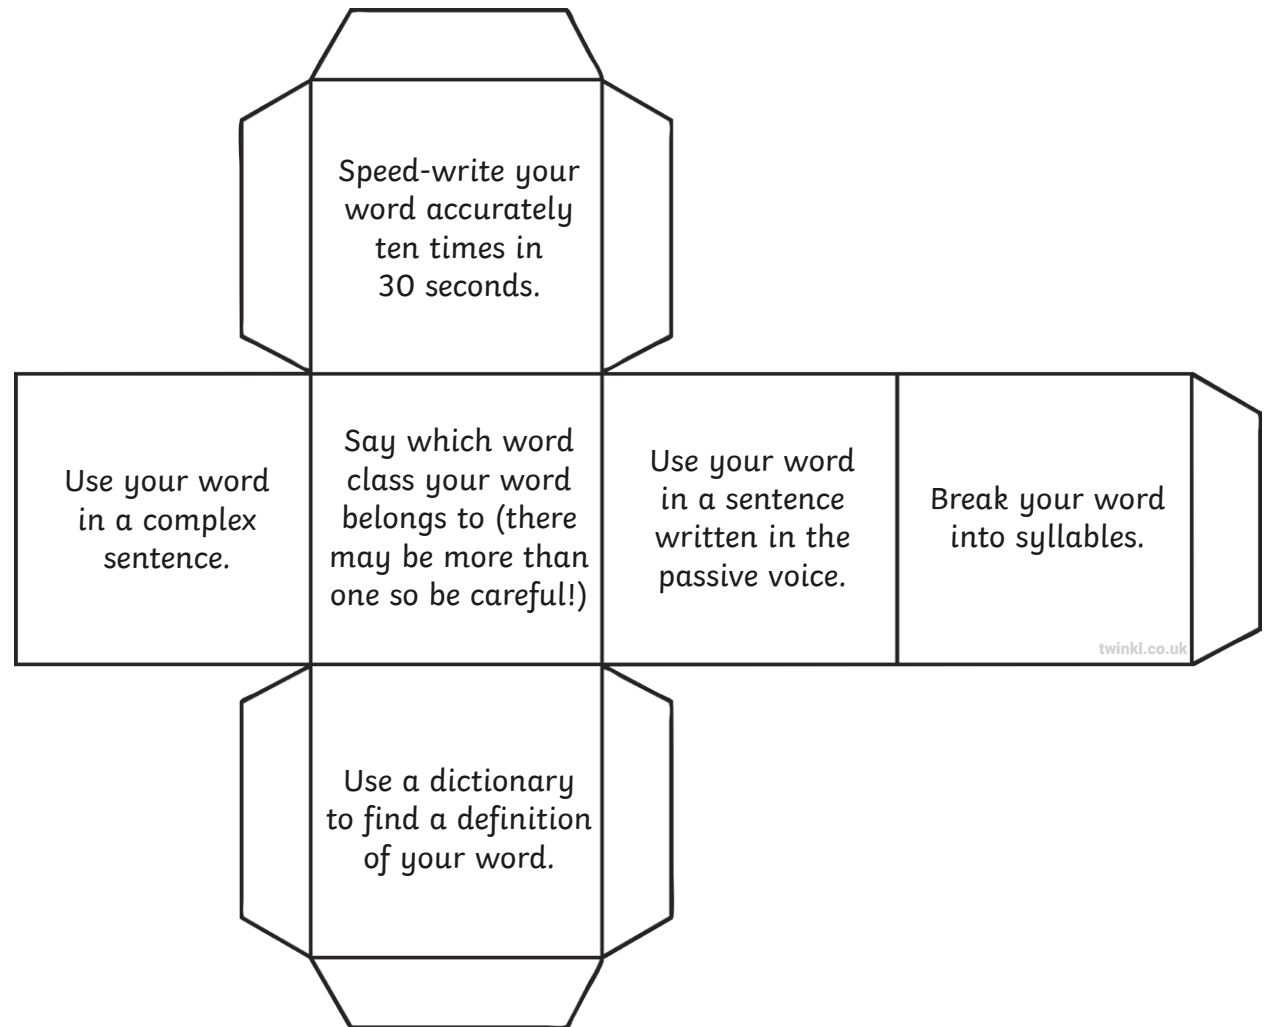 Speed-write your
word accurately
ten times in
30 seconds.
Use your word
in a complex
sentence.
Say which word
class your word
belongs to (there
may be more than
one so be careful!)
Use your word
in a sentence
written in the
passive voice.
Break your word
into syllables.
twinkl.co.uk
Use a dictionary
to find a definition
of your word.